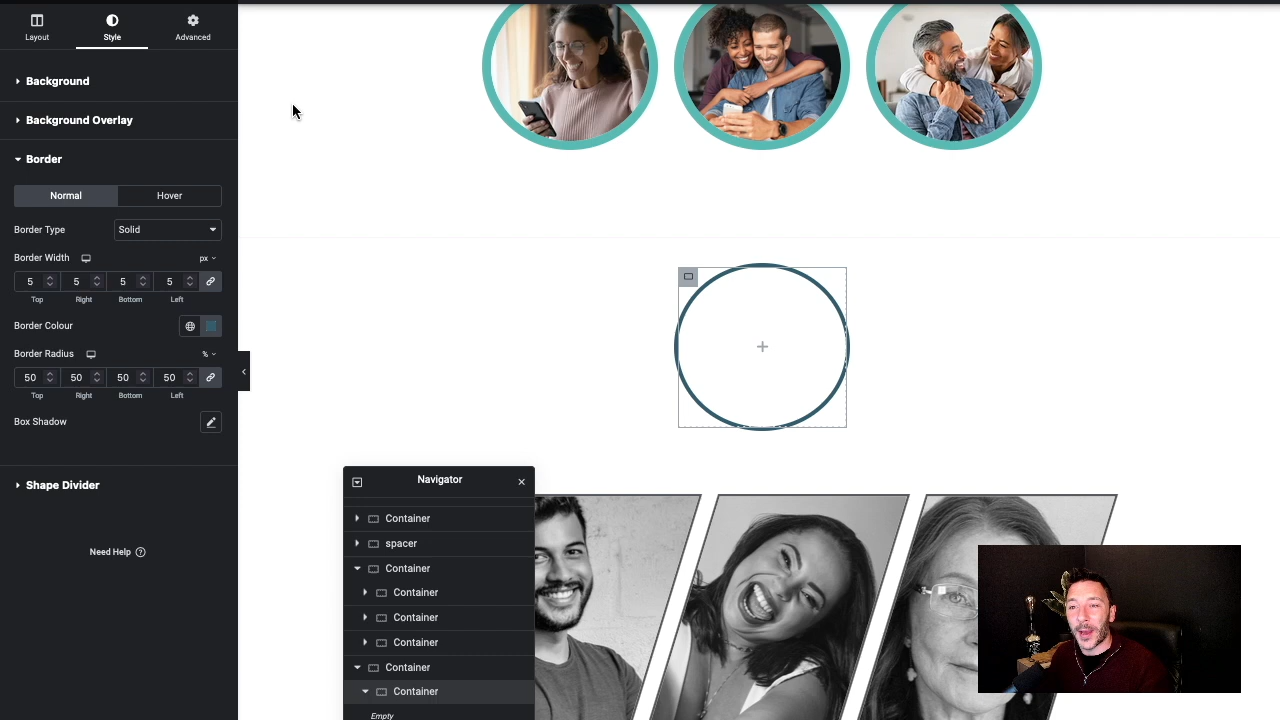 Layout
Style
Advanced
Background
Background Overlay
Border
Normal
Hover
Border Type
Solid
Border Width
px
5
5
5
5
Top
Right
Bottom
Left
Border Colour
Border Radius
%
50
50
50
50
Top
Right
Bottom
Left
Box Shadow
Shape Divider
Need Help
Navigator
Container
spacer
Container
Container
Container
Container
Container
Container
Empty